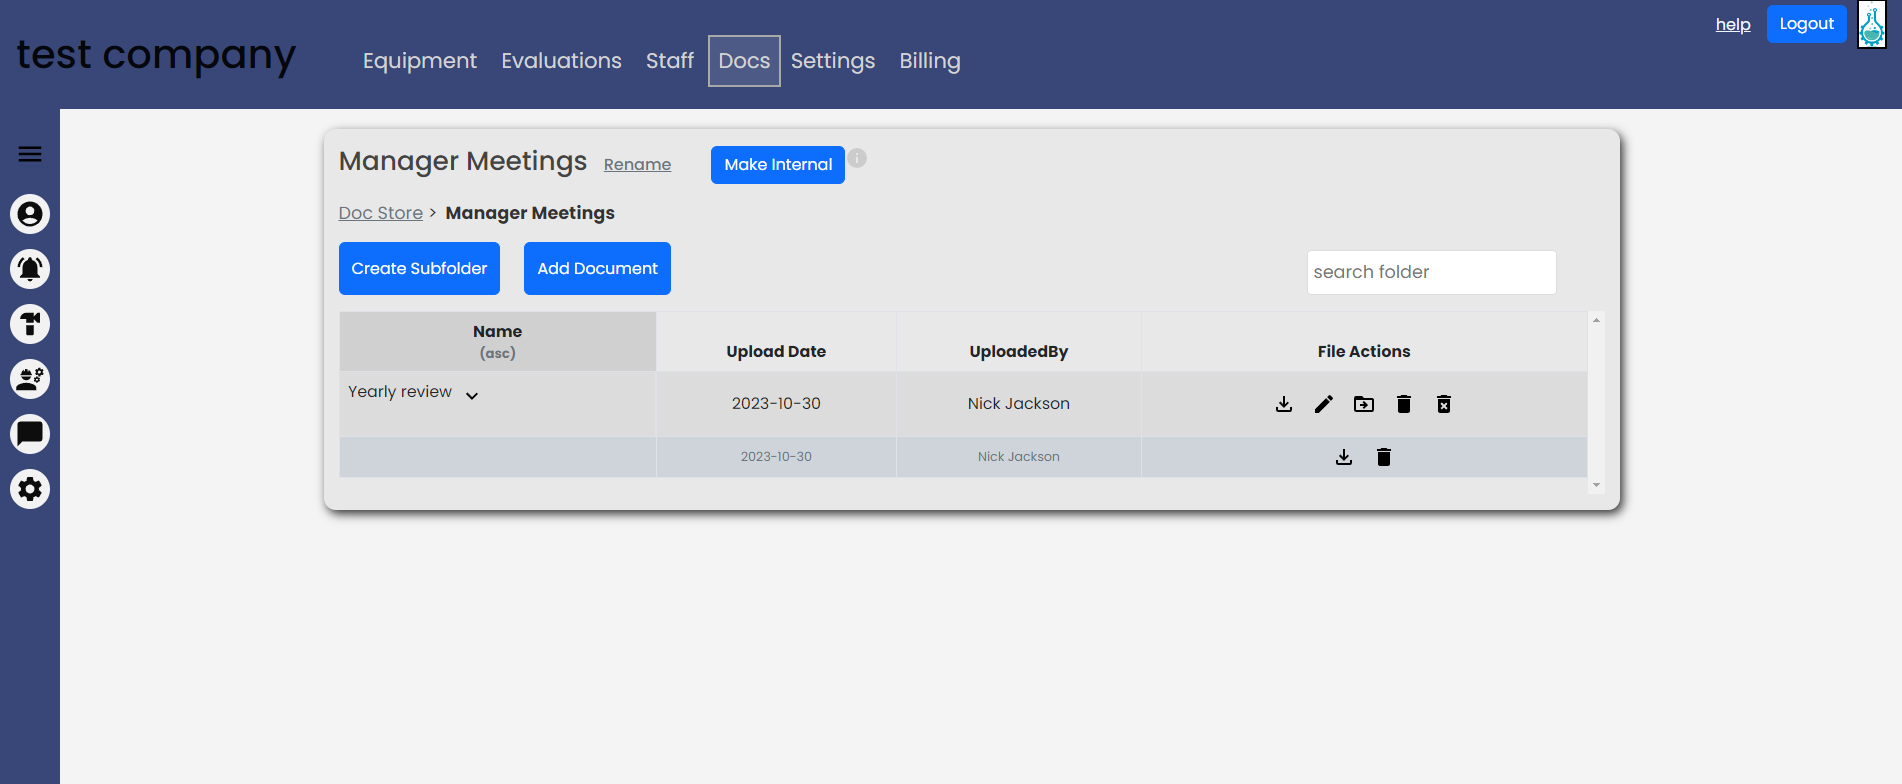 help Logout
test company Equipment Evaluations Staff Docs Settings Billing
Manager Meetings Rename Make Internal
Doc Store > Manager Meetings
Create Subfolder Add Document search folder
Name Upload Date UploadedBy File Actions
(asc)
Yearly review 2023-10-30 Nick Jackson
2023-10-30 Nick Jackson